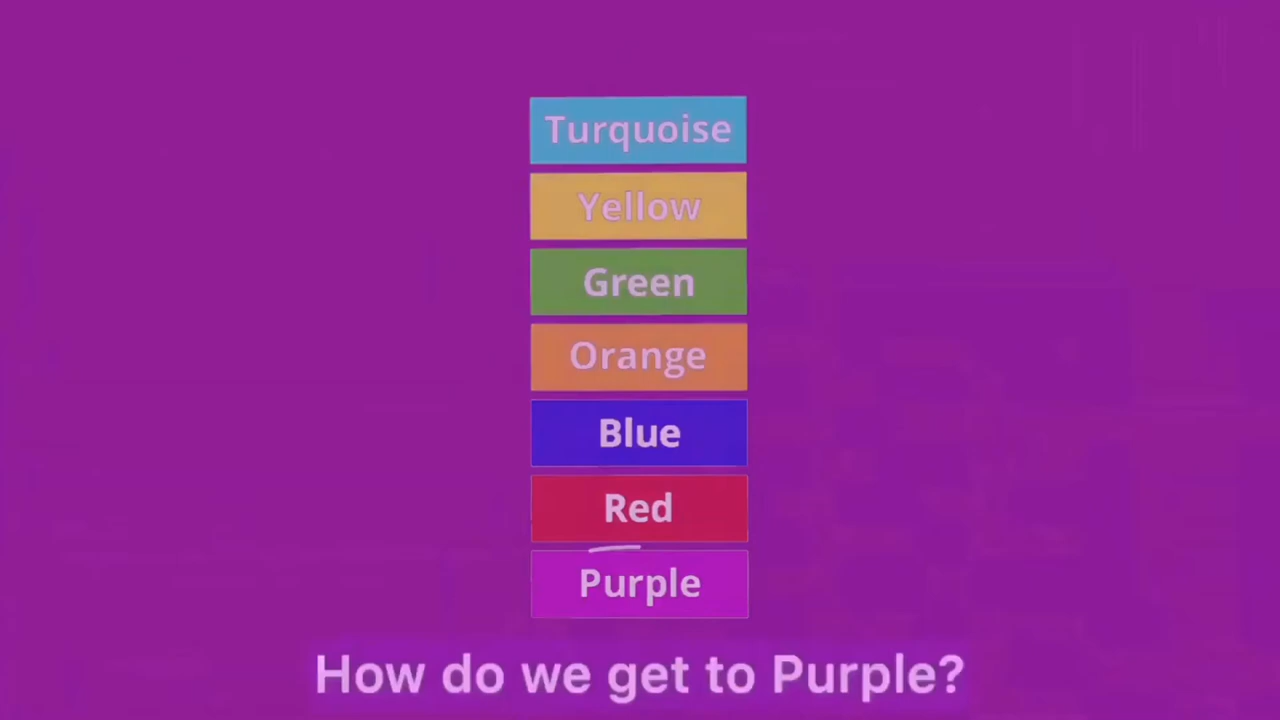 Turquoise
Yellow
Green
Orange
Blue
Red
Purple
How do we get to Purple?